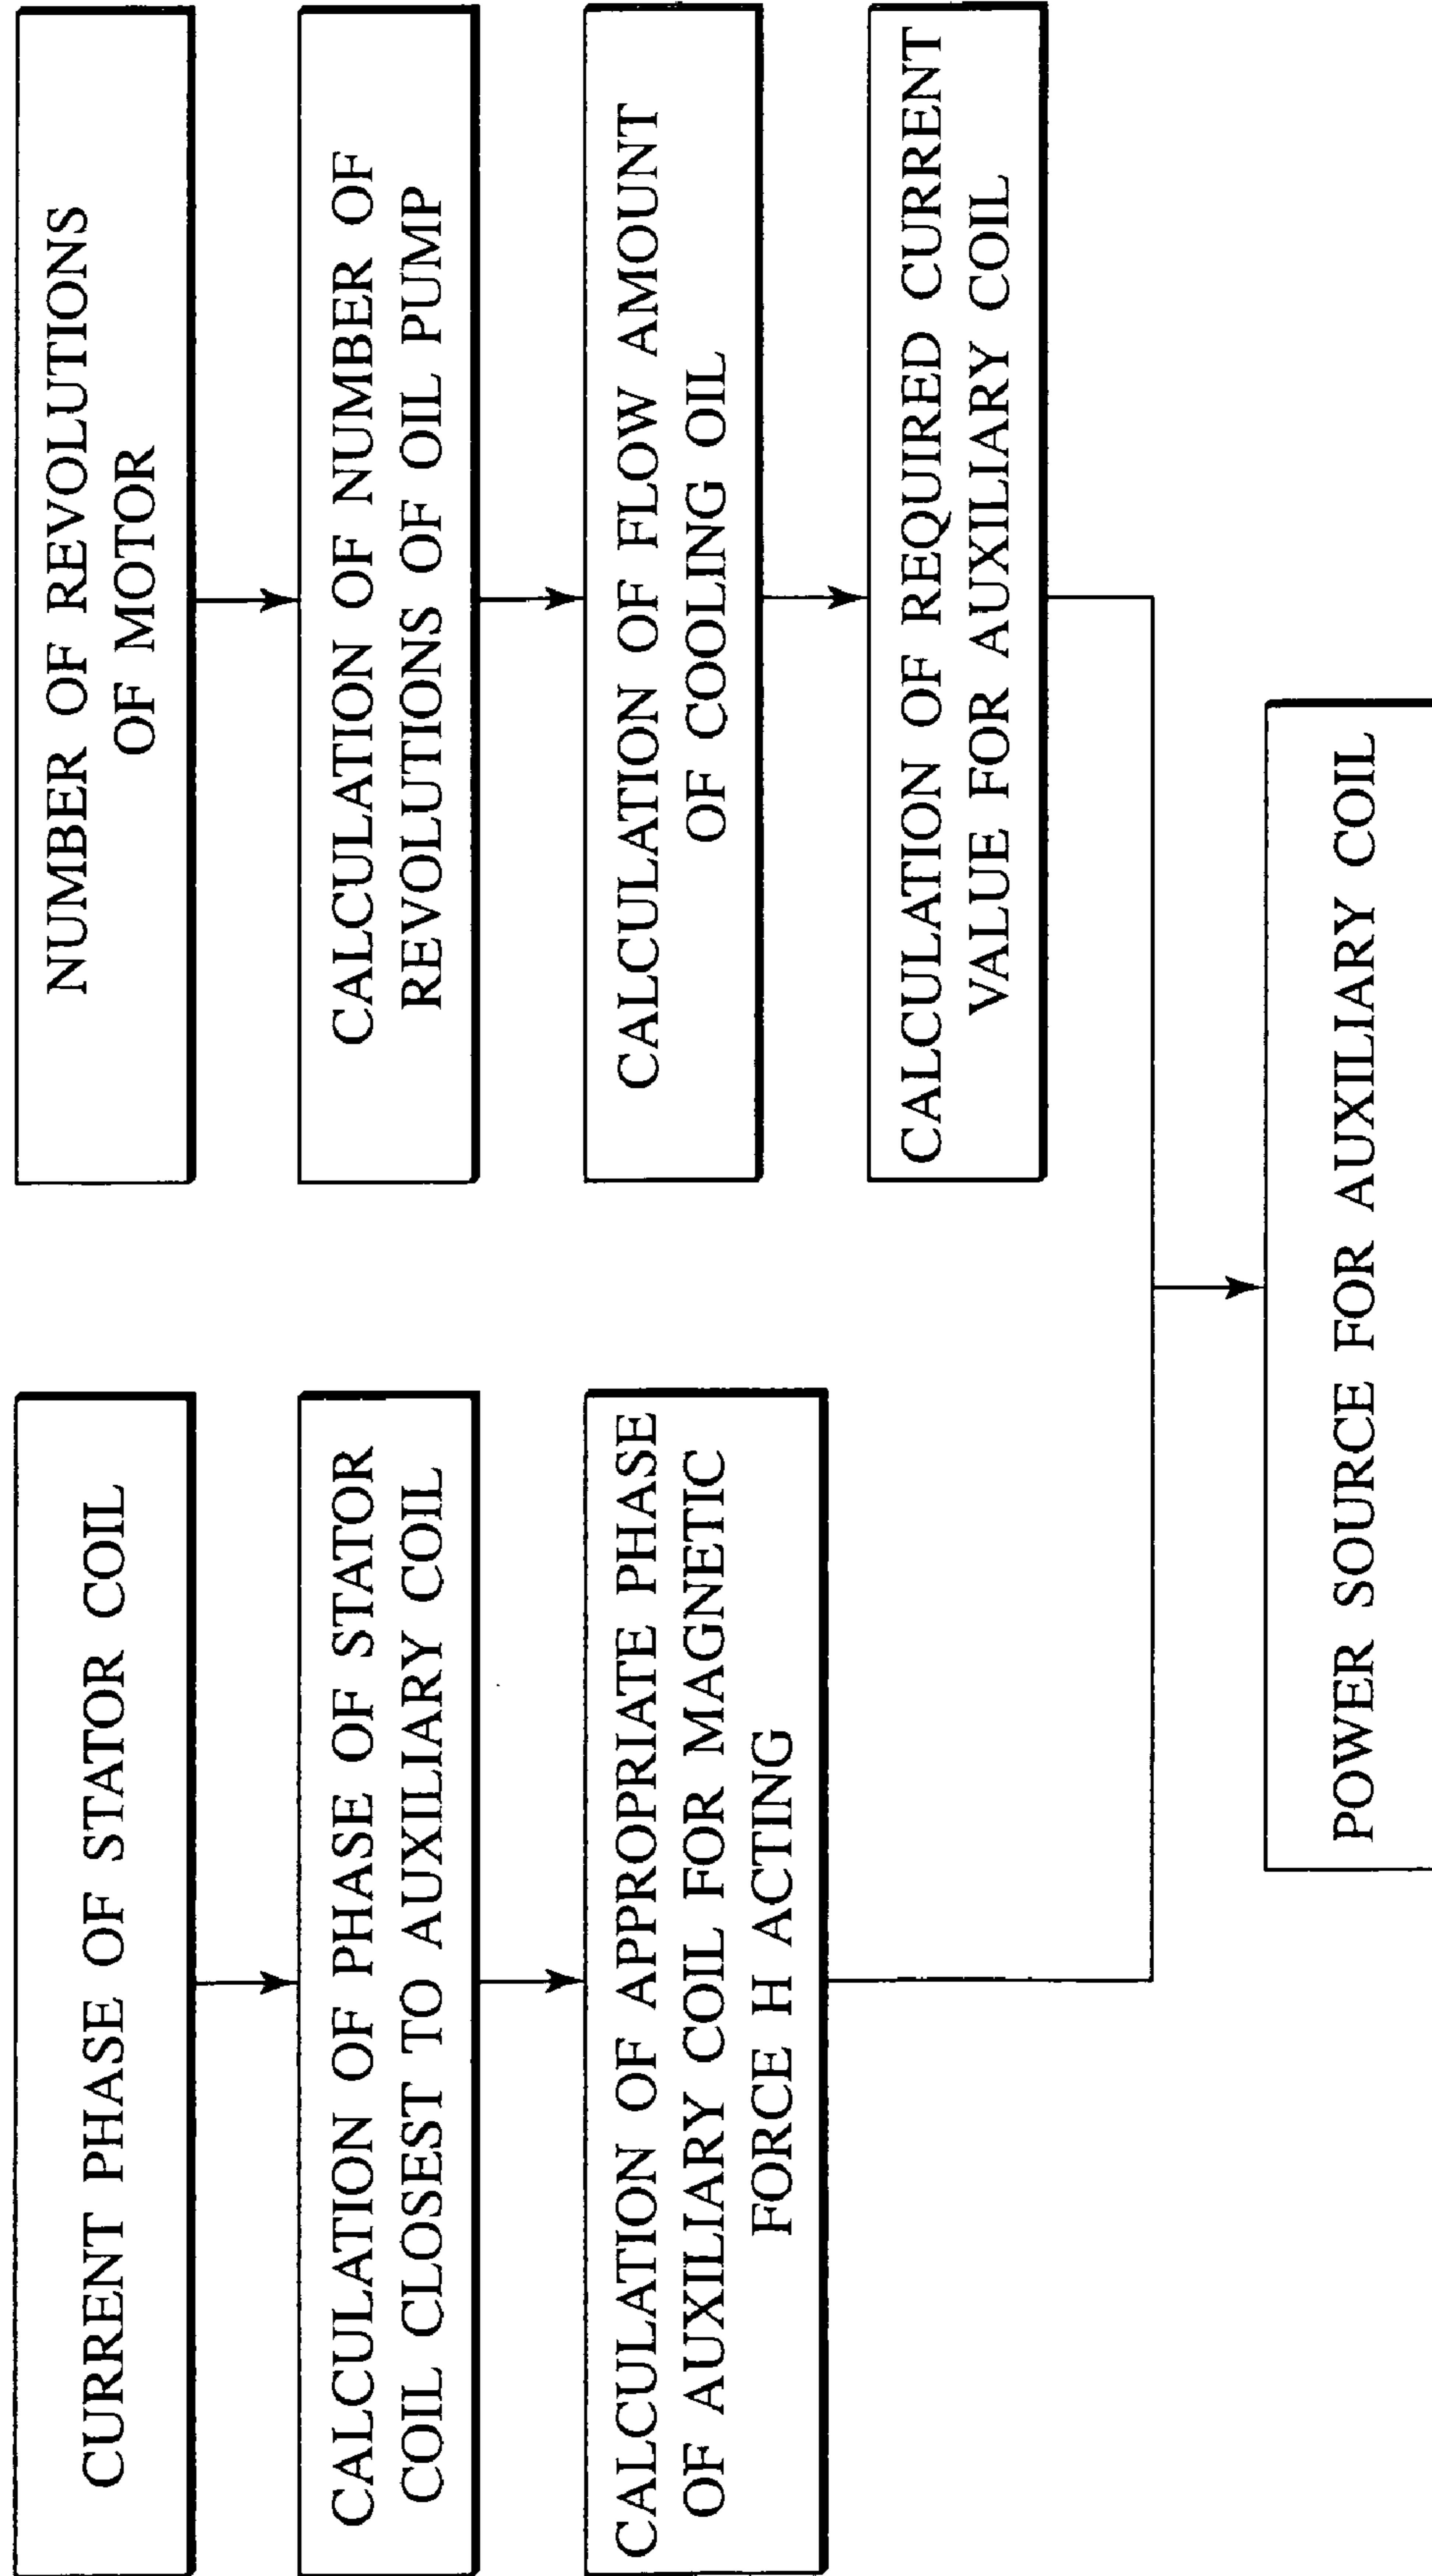 CURRENT PHASE OF STATOR COIL
CALCULATION OF PHASE OF STATOR
COIL CLOSEST TO AUXILIARY COIL
CALCULATION OF APPROPRIATE PHASE
OF AUXILIARY COIL FOR MAGNETIC
FORCE H ACTING
NUMBER OF REVOLUTIONS
OF MOTOR
CALCULATION OF NUMBER OF
REVOLUTIONS OF OIL PUMP
CALCULATION OF FLOW AMOUNT
OF COOLING OIL
CALCULATION OF REQUIRED CURRENT
VALUE FOR AUXILIARY COIL
POWER SOURCE FOR AUXILIARY COIL